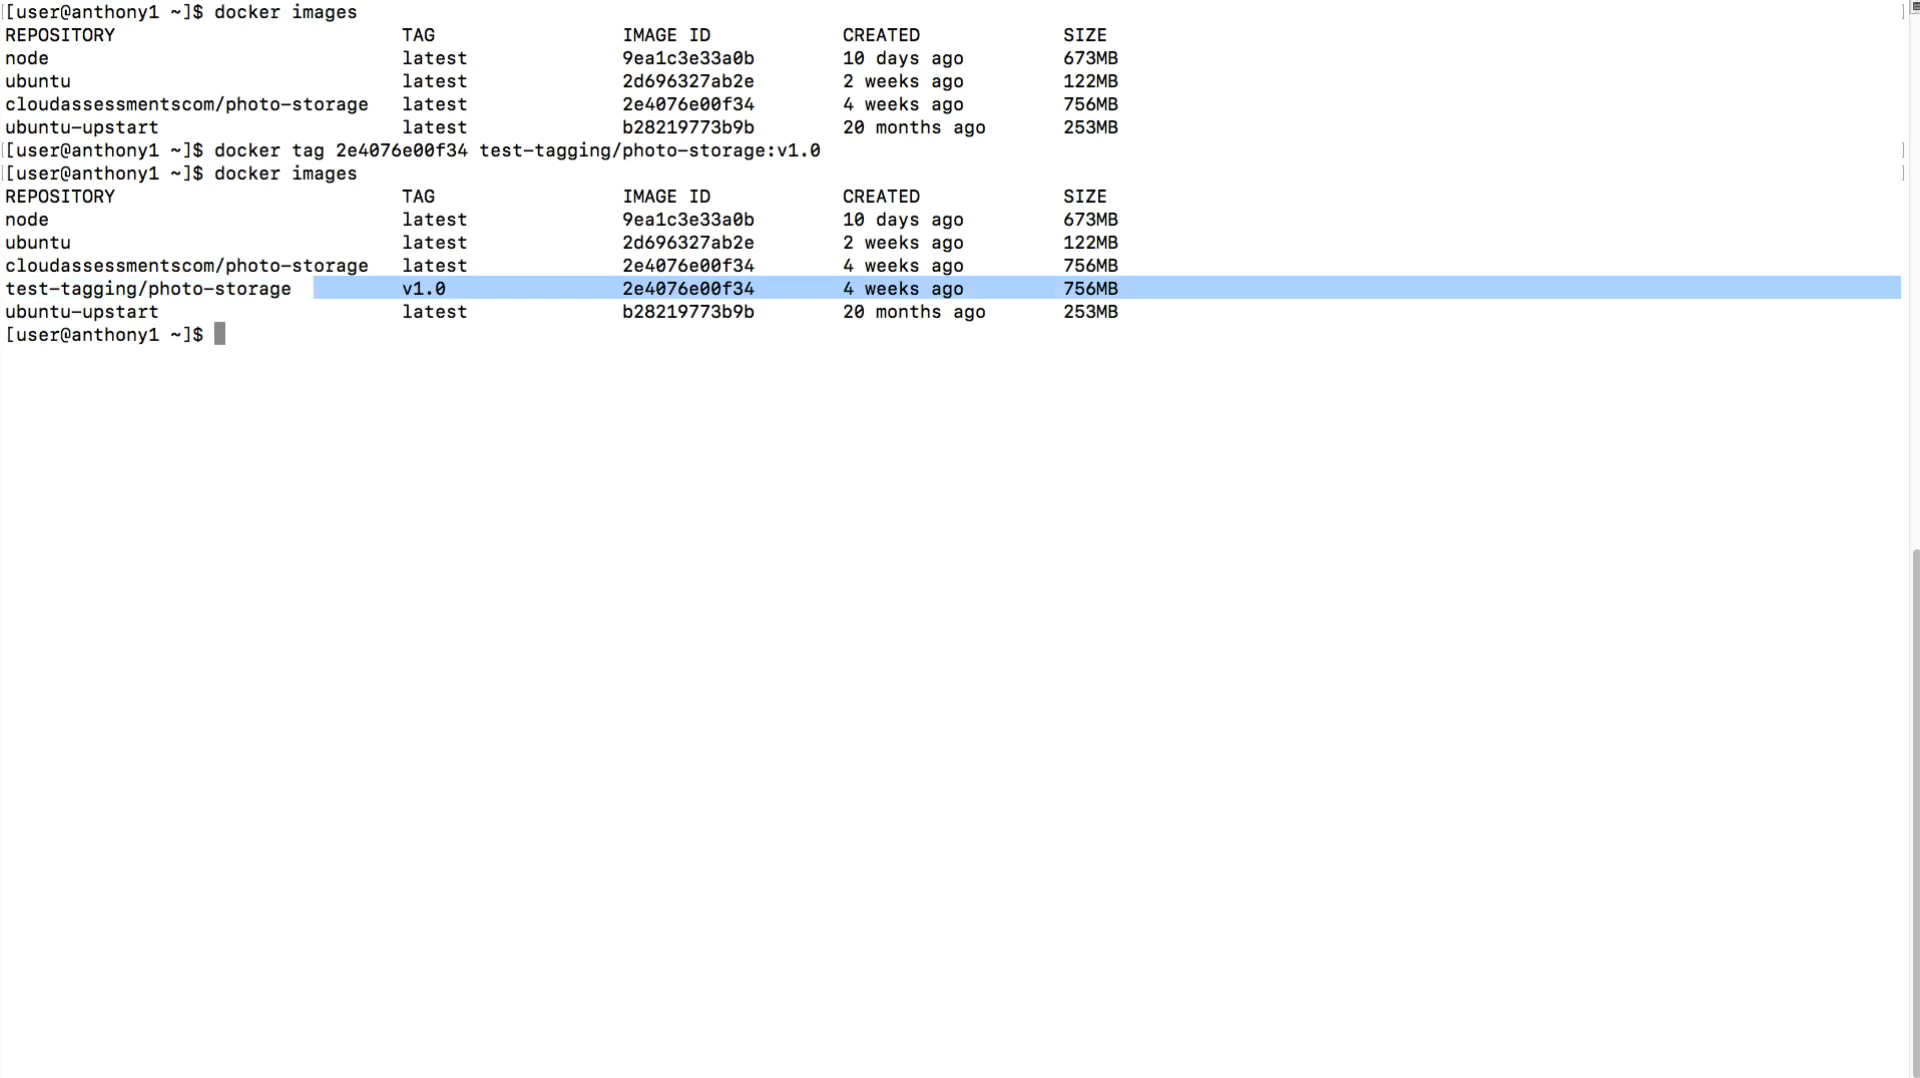 [[user@anthony1 ~]$ docker images ]
REPOSITORY TAG IMAGE ID CREATED SIZE
node latest 9ea1c3e33a0b 10 days ago 673MB
ubuntu latest 2d696327ab2e 2 weeks ago 122MB
cloudassessmentscom/photo-storage latest 2e4076e00f34 4 weeks ago 756MB
ubuntu-upstart latest b28219773b9b 20 months ago 253MB
[[user@anthony1 ~]$ docker tag 2e4076e00f34 test-tagging/photo-storage:v1.0 ]
[[user@anthony1 ~]$ docker images ]
REPOSITORY TAG IMAGE ID CREATED SIZE
node latest 9ea1c3e33a0b 10 days ago 673MB
ubuntu latest 2d696327ab2e 2 weeks ago 122MB
cloudassessmentscom/photo-storage latest 2e4076e00f34 4 weeks ago 756MB
test-tagging/photo-storage v1.0 2e4076e00f34 4 weeks ago 756MB
ubuntu-upstart latest b28219773b9b 20 months ago 253MB
[user@anthony1 ~]$